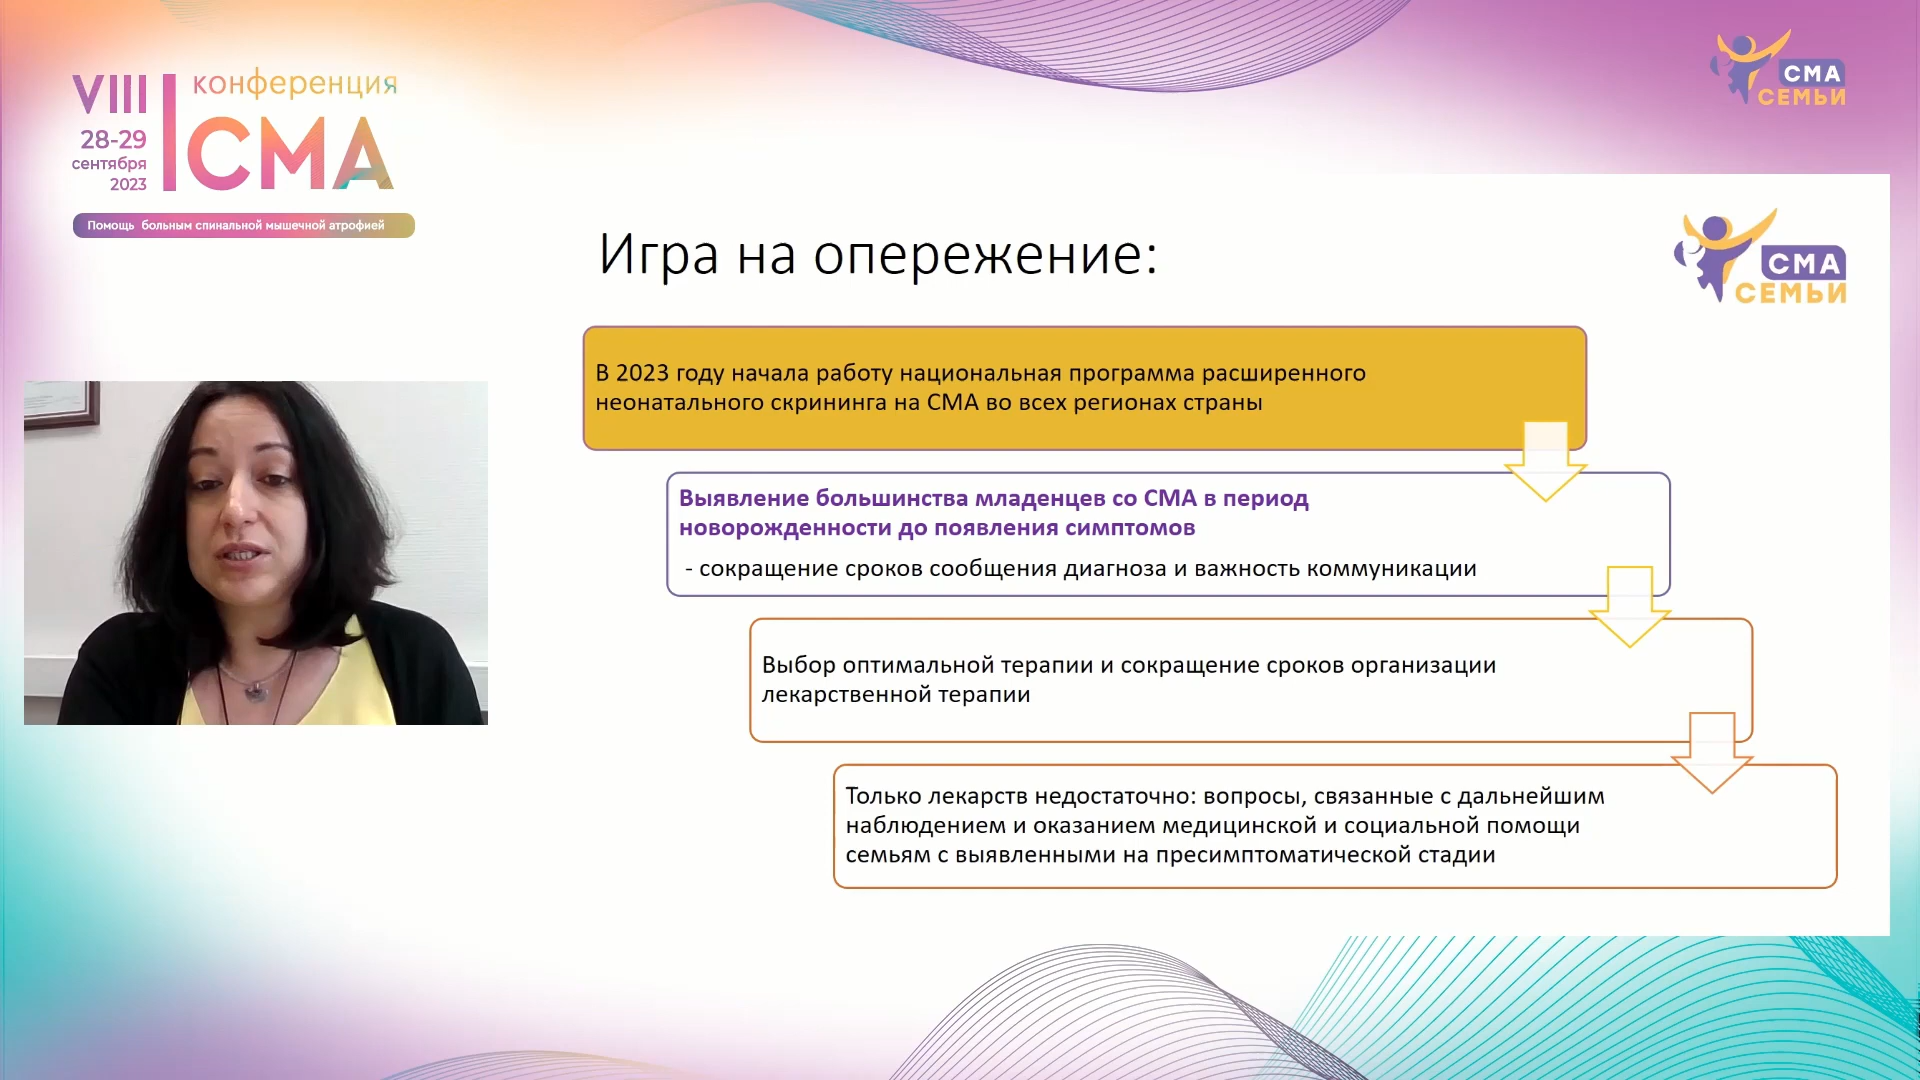 VIII
конференция
28-29
сентября
2023
СМА
Помощь больным спинальной мышечной атрофией
СМА
СЕМЬИ
Игра на опережение:
СМА
СЕМЬИ
В 2023 году начала работу национальная программа расширенного
неонатального скрининга на СМА во всех регионах страны
Выявление большинства младенцев со СМА в период
новорожденности до появления симптомов
- сокращение сроков сообщения диагноза и важность коммуникации
Выбор оптимальной терапии и сокращение сроков организации
лекарственной терапии
Только лекарств недостаточно: вопросы, связанные с дальнейшим
наблюдением и оказанием медицинской и социальной помощи
семьям с выявленными на пресимптоматической стадии